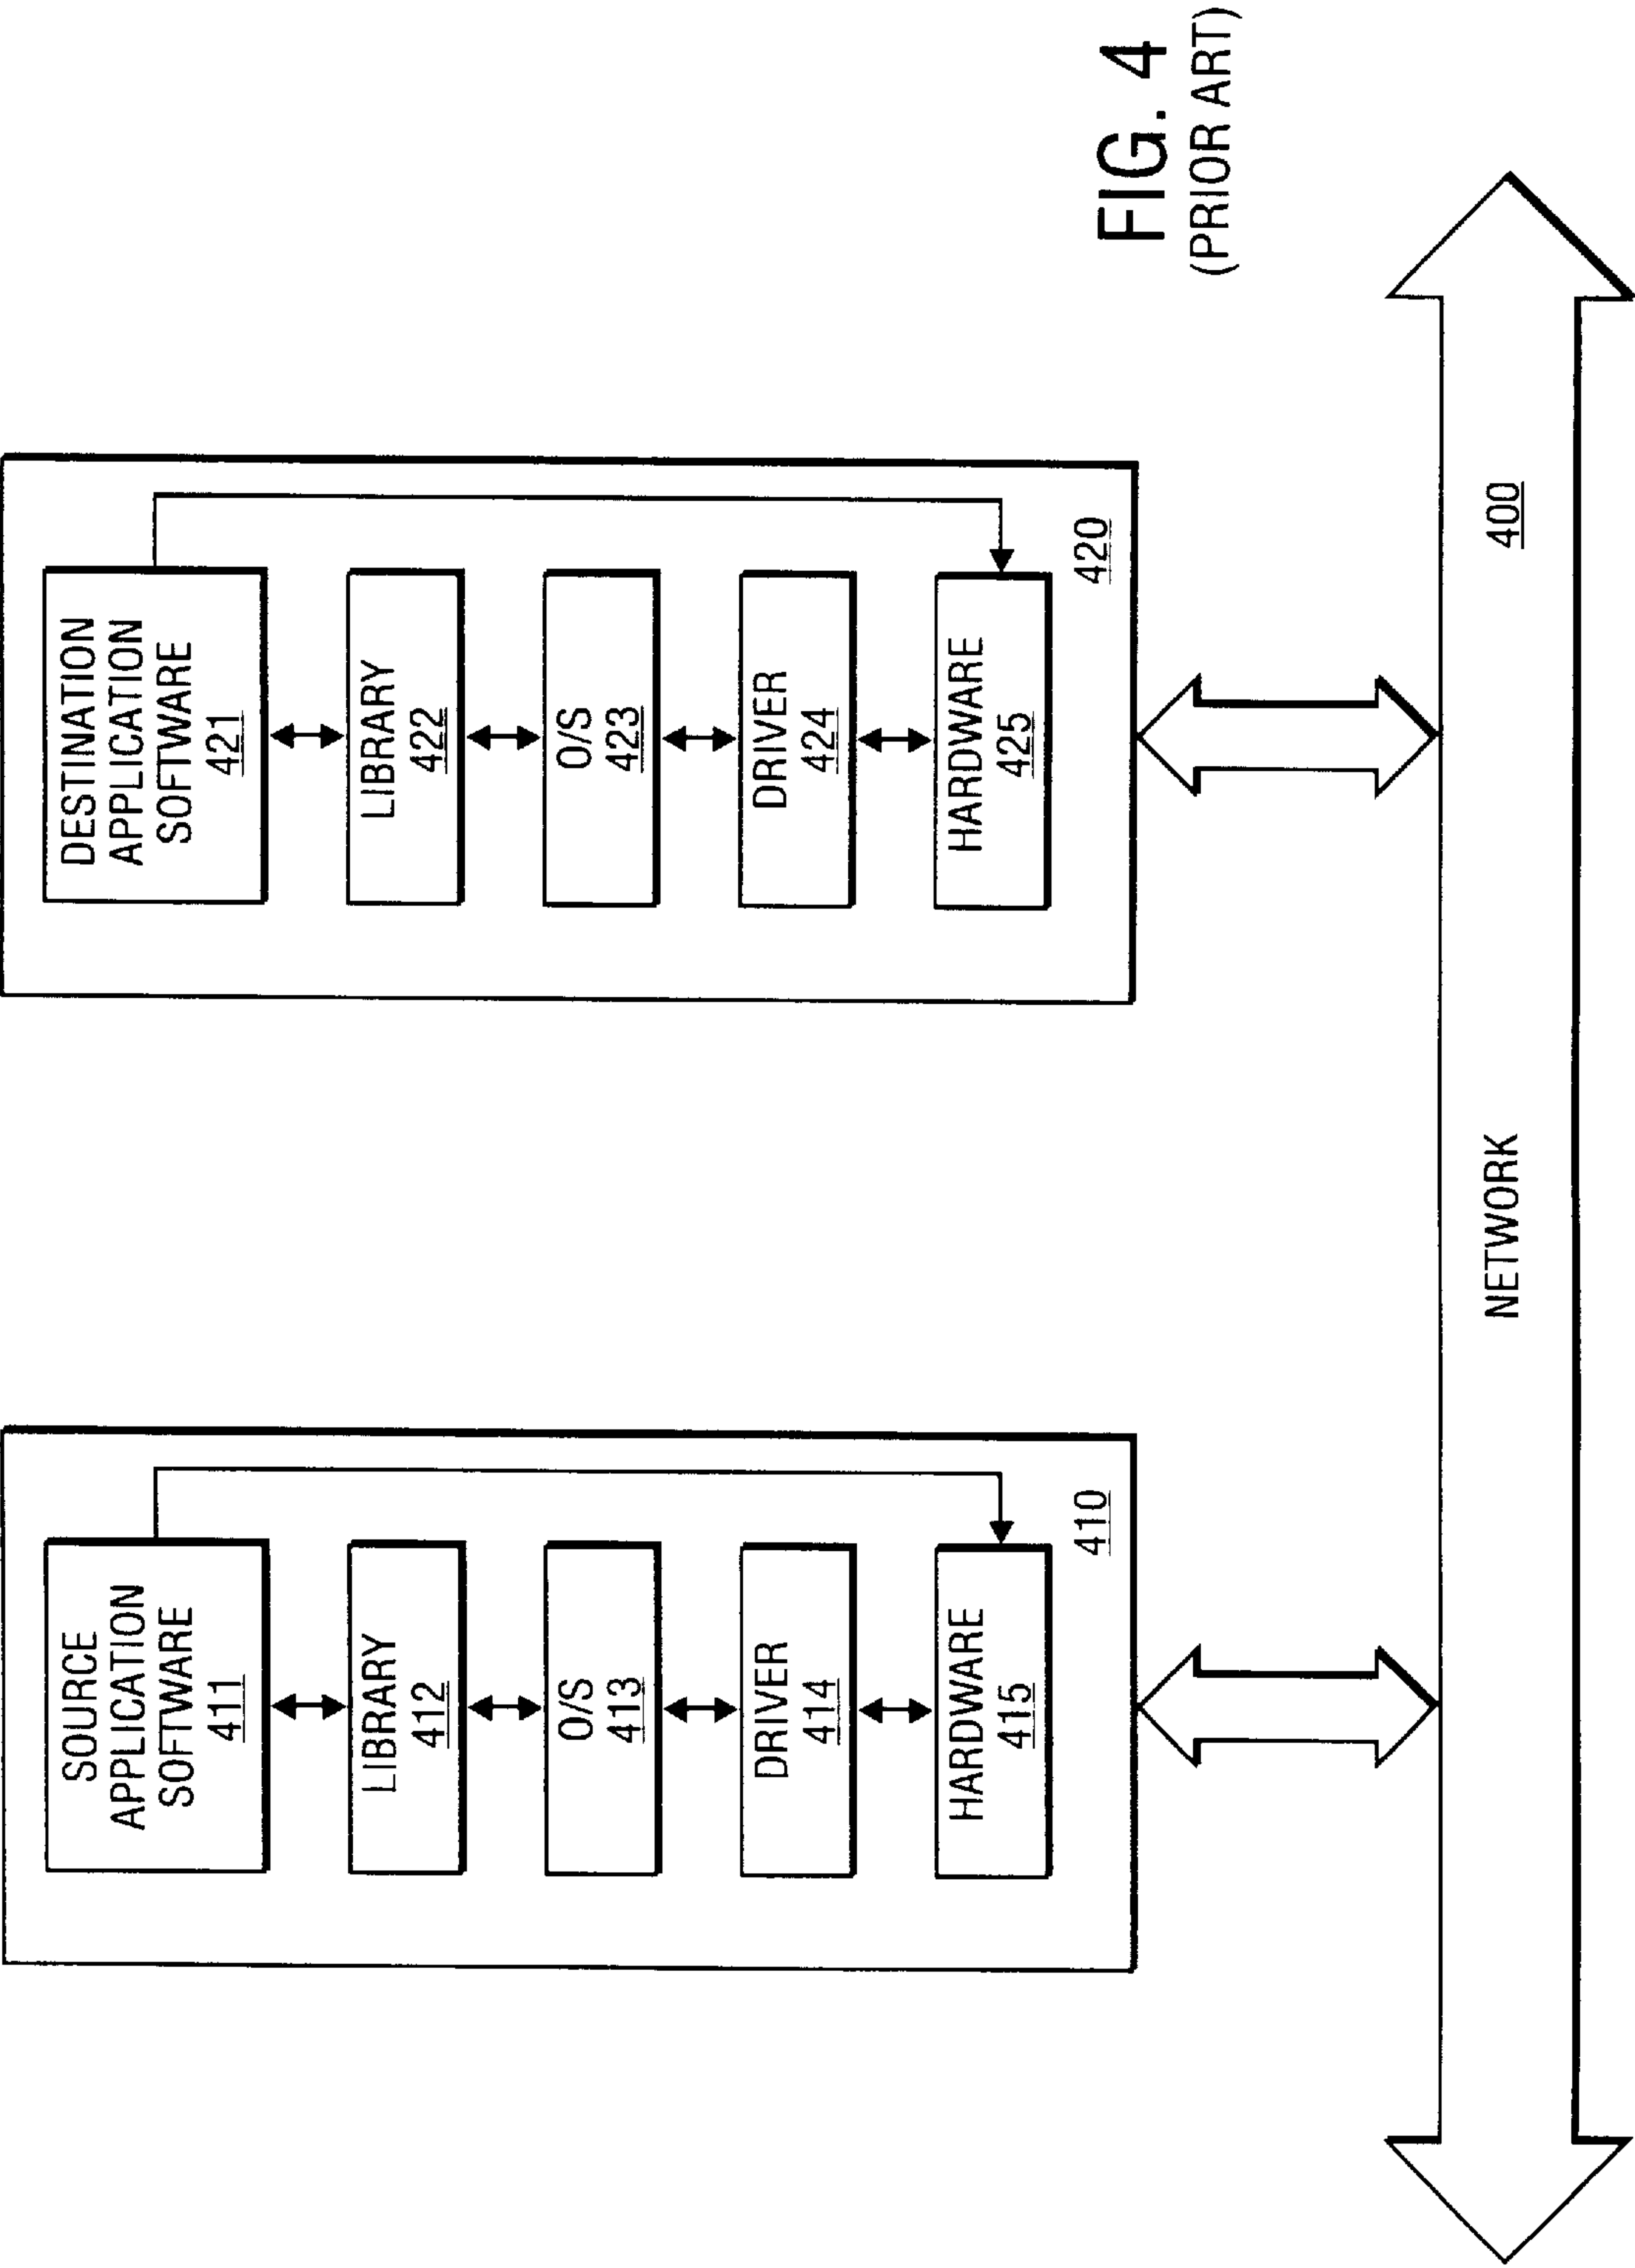 SOURCE
APPLICATION
SOFTWARE
411
LIBRARY
412
O/S
413
DRIVER
414
HARDWARE
415
410
DESTINATION
APPLICATION
SOFTWARE
421
LIBRARY
422
O/S
423
DRIVER
424
HARDWARE
425
420
NETWORK
400
FIG. 4
(PRIOR ART)